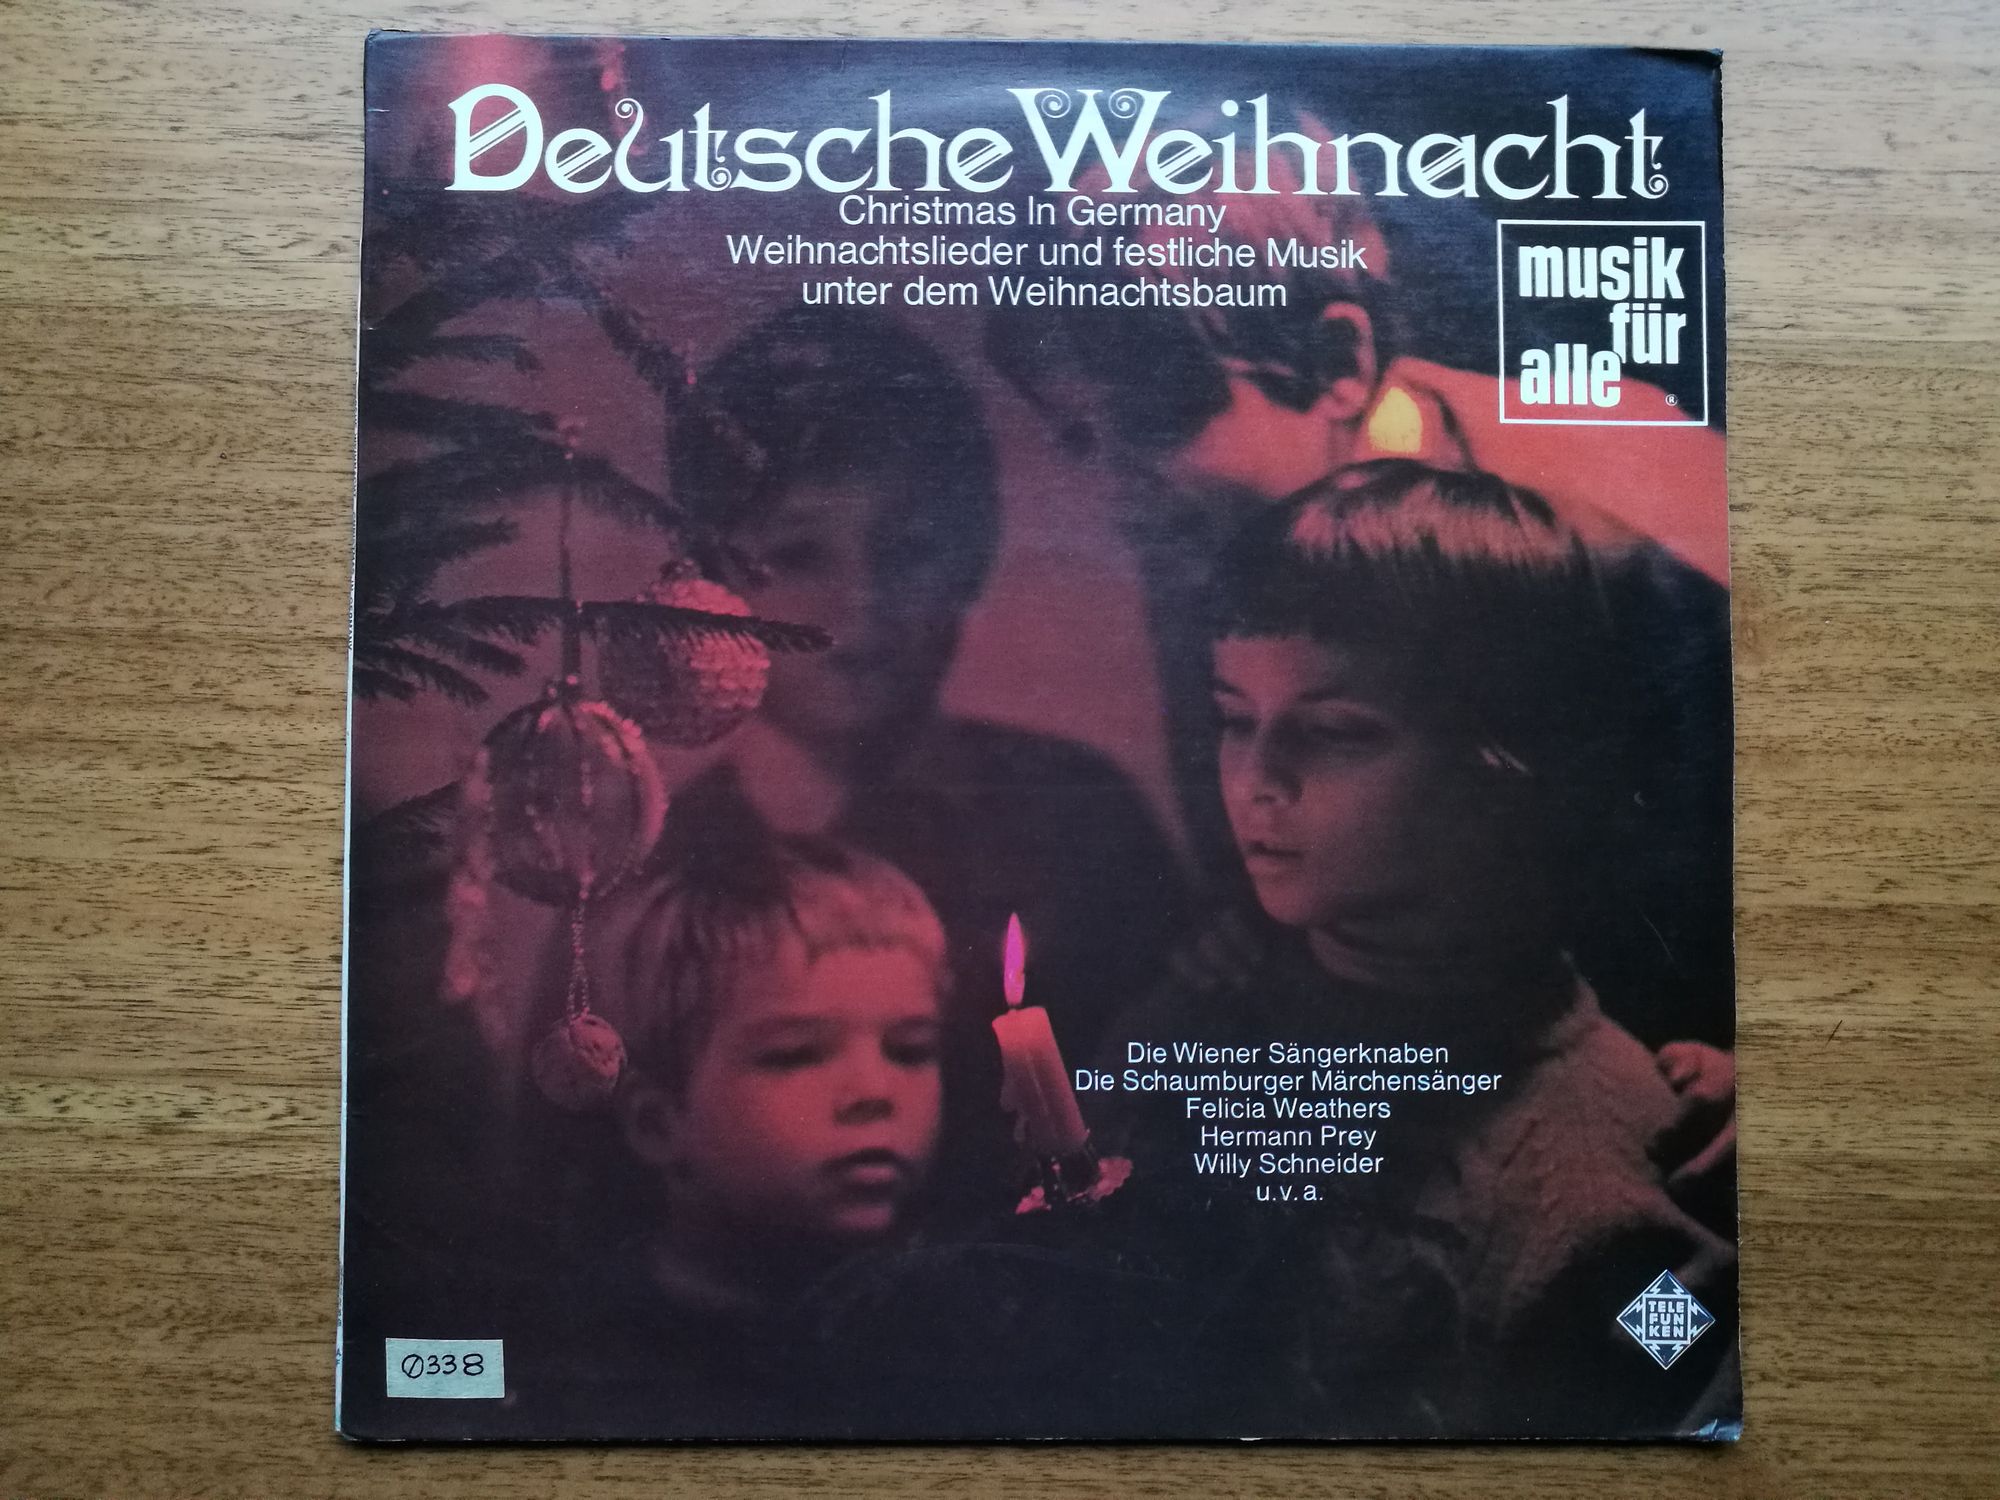 Deutsche Weihnacht
Christmas In Germany
Weihnachtslieder und festliche Musik
unter dem Weihnachtsbaum
musik
für
alle
®
Die Wiener Sängerknaben
Die Schaumburger Märchensänger
Felicia Weathers
Hermann Prey
Willy Schneider
u.v.a.
TELE
FUN
KEN
0338